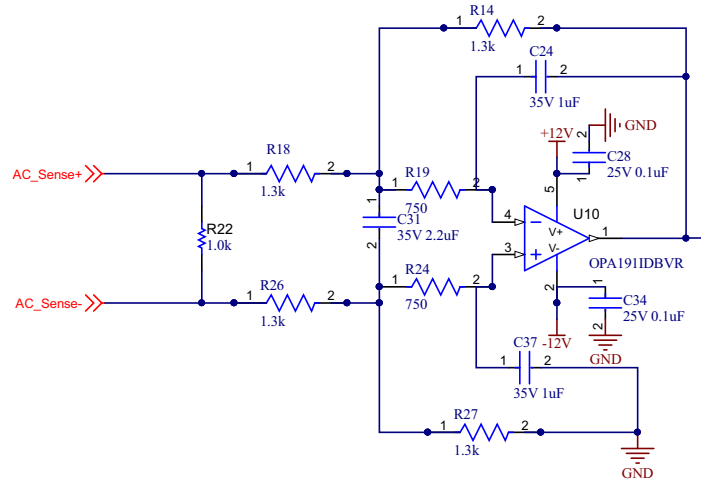 R14
1 2
1.3k
C24
1 2
35V 1uF
GND
2
+12V
C28
1 25V 0.1uF
R18
AC_Sense+
1 2
1.3k
R19
1 2
750
5
1
C31
35V 2.2uF
2
4
U10
V+
1
R22
1.0k
3
V-
OPA191IDBVR
R24
1 2
750
R26
AC_Sense-
1 2
1.3k
2
1
C34
25V 0.1uF
2
-12V
GND
C37
1 2
35V 1uF
R27
1 2
1.3k
GND